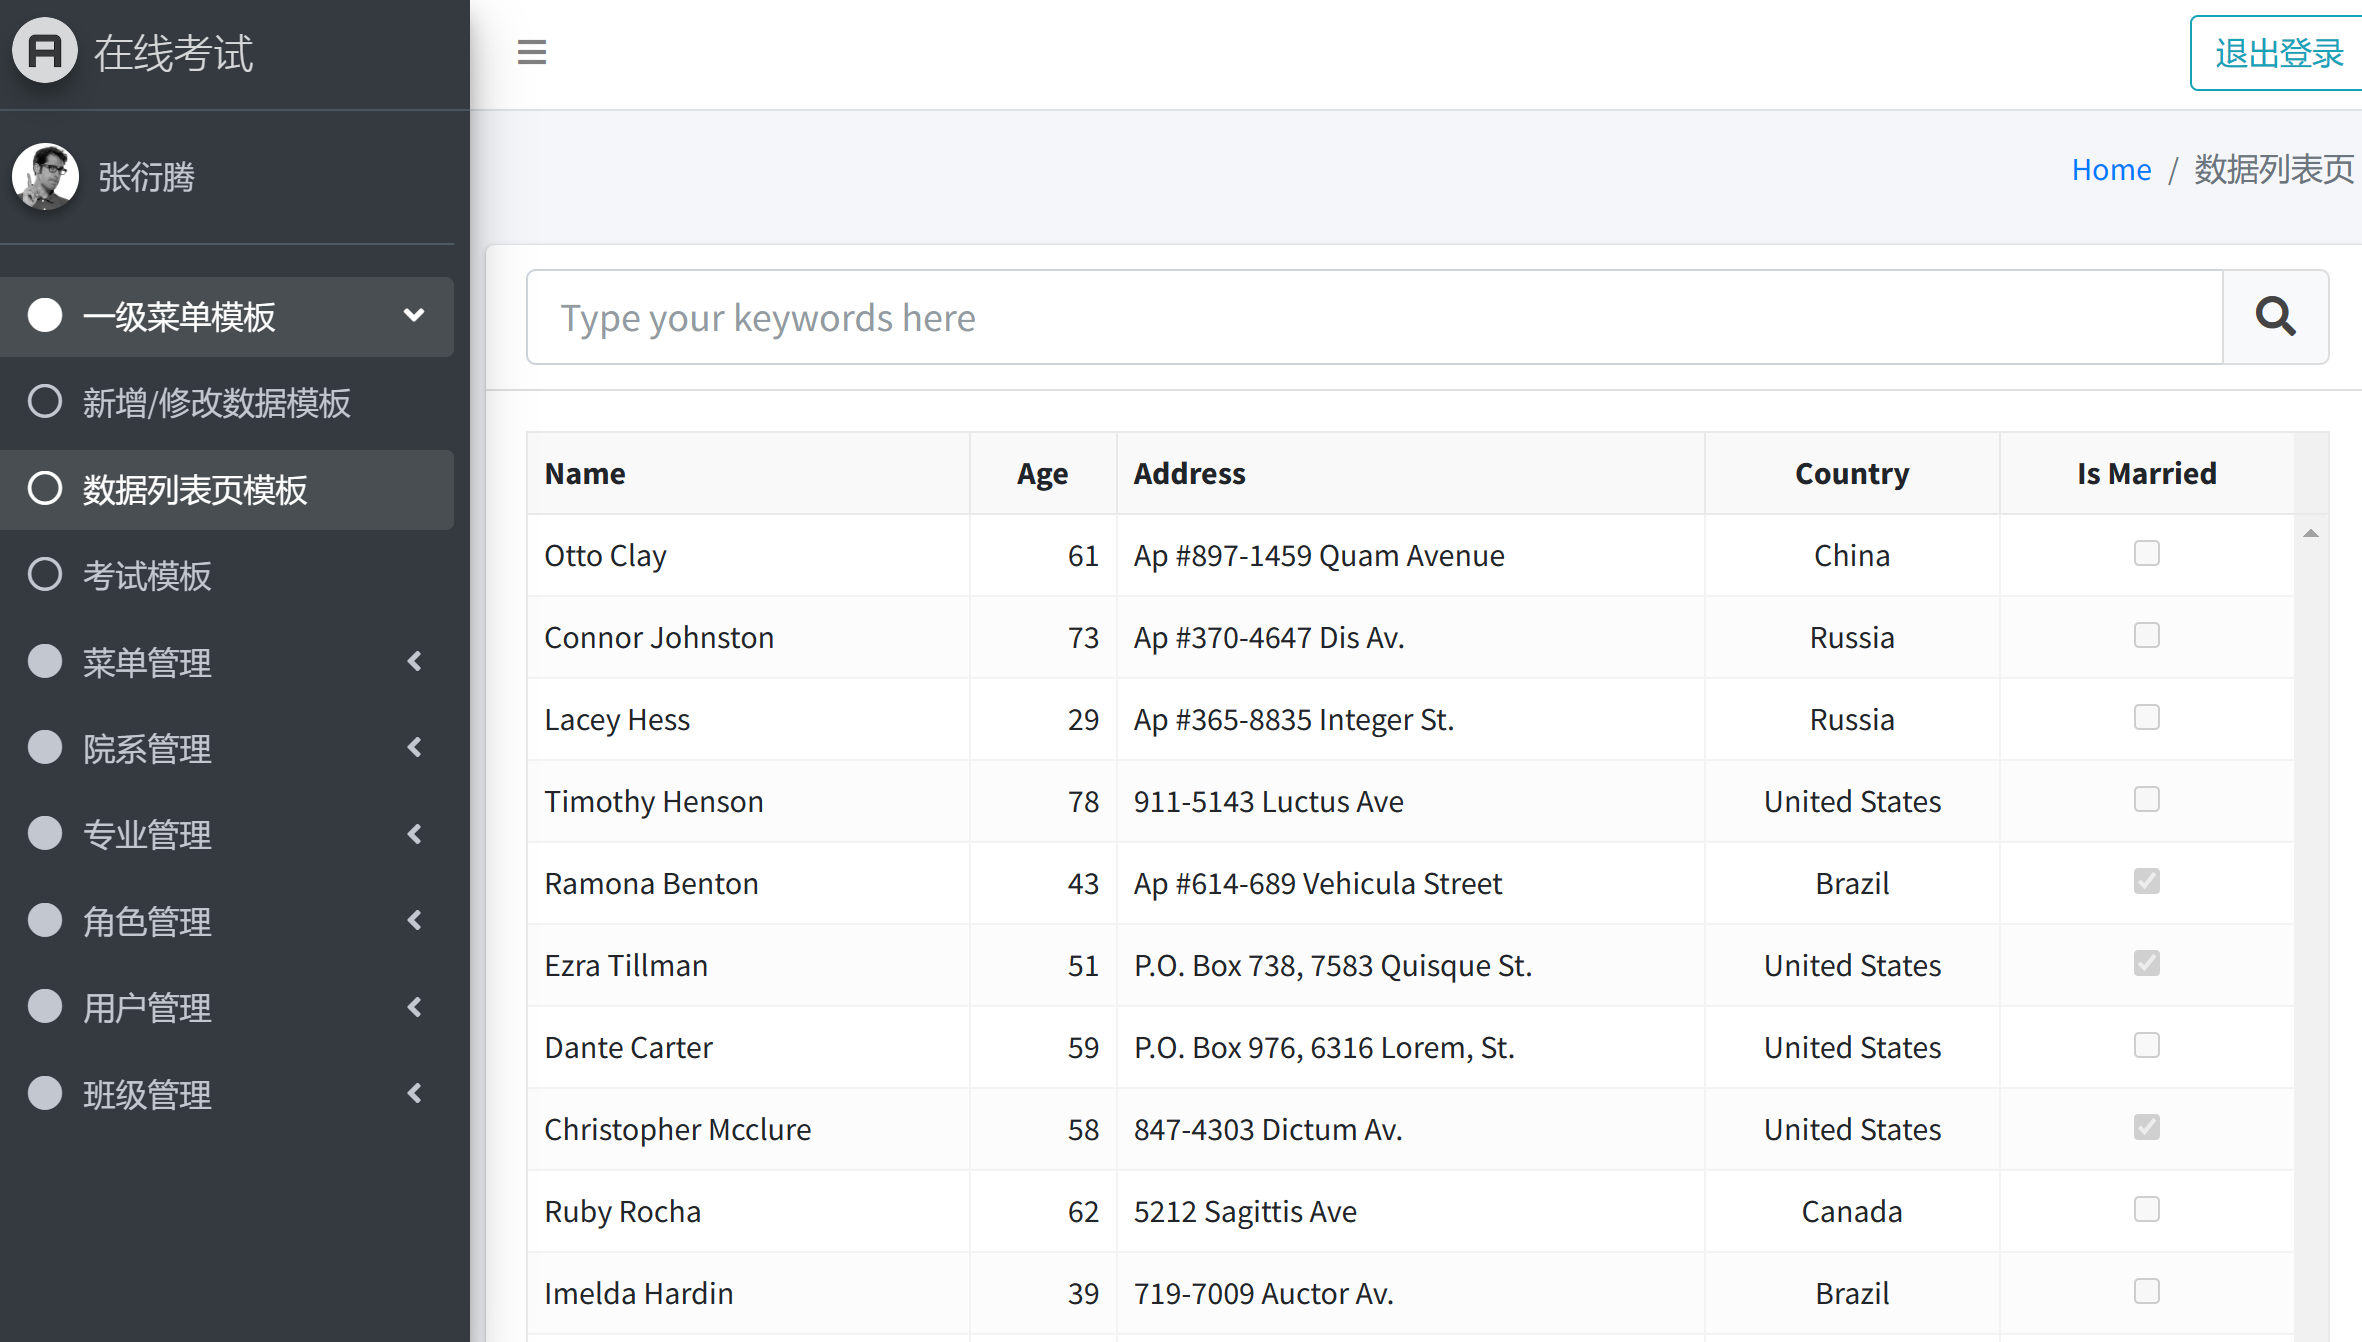 在线考试
退出登录
张衍腾
Home / 数据列表页
一级菜单模板
新增/修改数据模板
数据列表页模板
考试模板
菜单管理
院系管理
专业管理
角色管理
用户管理
班级管理
Type your keywords here
Name Age Address Country Is Married
Otto Clay 61 Ap #897-1459 Quam Avenue China
Connor Johnston 73 Ap #370-4647 Dis Av. Russia
Lacey Hess 29 Ap #365-8835 Integer St. Russia
Timothy Henson 78 911-5143 Luctus Ave United States
Ramona Benton 43 Ap #614-689 Vehicula Street Brazil
Ezra Tillman 51 P.O. Box 738, 7583 Quisque St. United States
Dante Carter 59 P.O. Box 976, 6316 Lorem, St. United States
Christopher Mcclure 58 847-4303 Dictum Av. United States
Ruby Rocha 62 5212 Sagittis Ave Canada
Imelda Hardin 39 719-7009 Auctor Av. Brazil